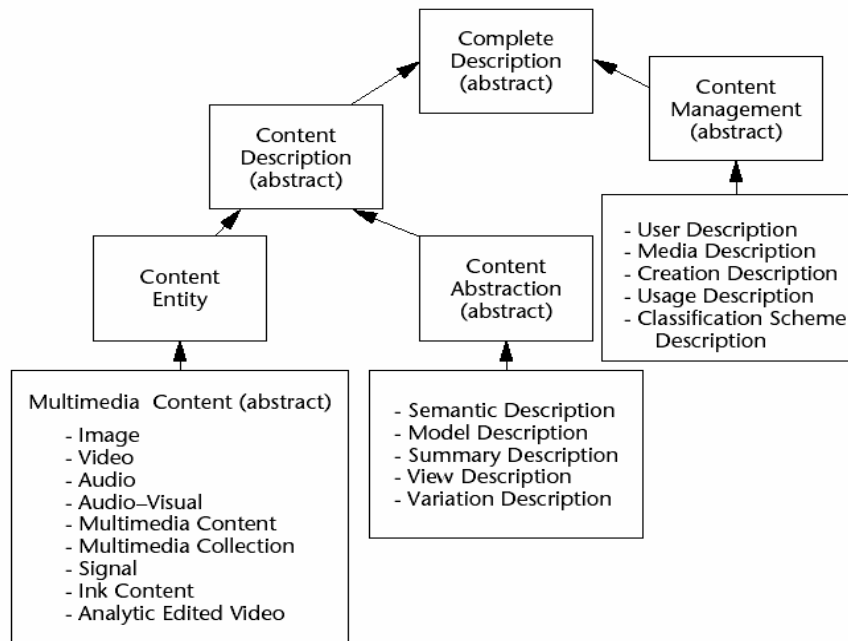 Complete
Description
(abstract)
Content
Management
(abstract)
Content
Description
(abstract)
- User Description
- Media Description
- Creation Description
- Usage Description
- Classification Scheme
Description
Content
Entity
Content
Abstraction
(abstract)
Multimedia Content (abstract)
- Image
- Video
- Audio
- Audio–Visual
- Multimedia Content
- Multimedia Collection
- Signal
- Ink Content
- Analytic Edited Video
- Semantic Description
- Model Description
- Summary Description
- View Description
- Variation Description